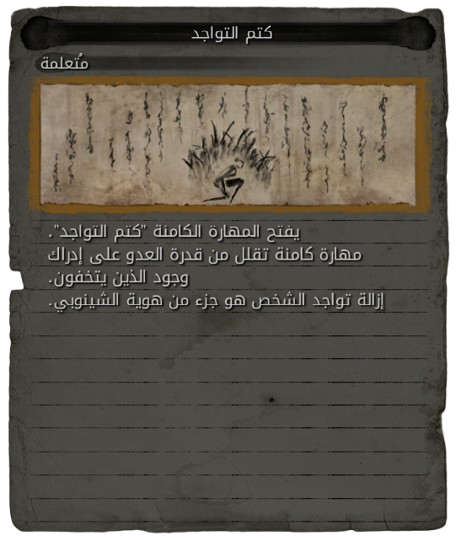 كتم التواجد
مُتعلمة
يفتح المهارة الكامنة "كتم التواجد".
مهارة كامنة تقلل من قدرة العدو على إدراك
وجود الذين يتخفون.
إزالة تواجد الشخص هو جزء من هوية الشينوبي.